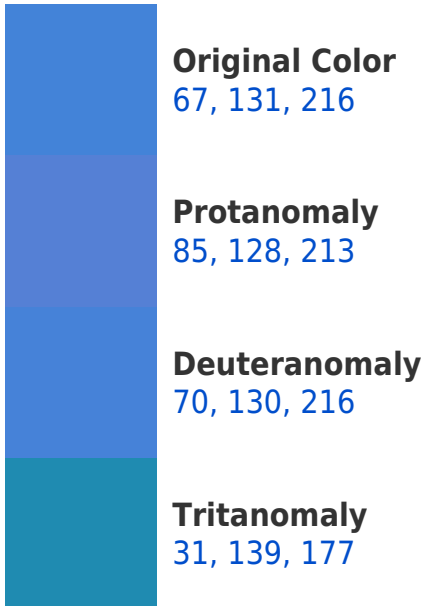 Original Color
67, 131, 216
Protanomaly
85, 128, 213
Deuteranomaly
70, 130, 216
Tritanomaly
31, 139, 177